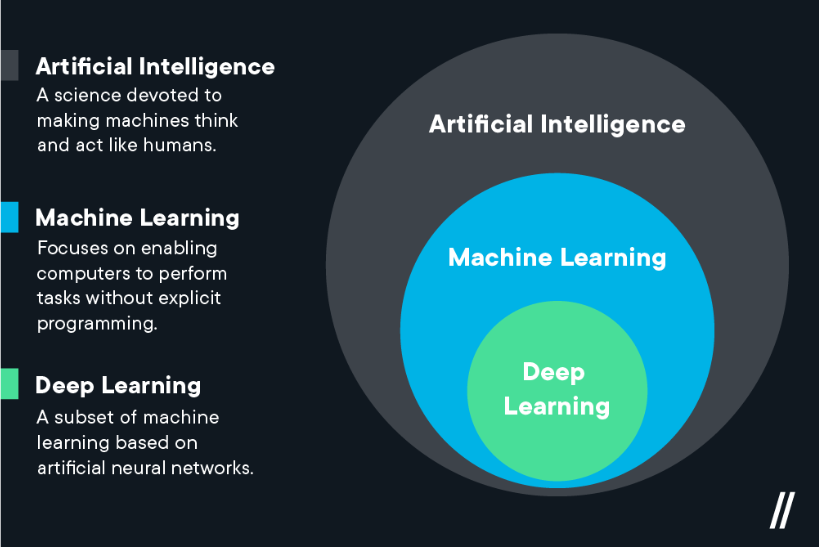 Artificial Intelligence
A science devoted to
making machines think
and act like humans.
Machine Learning
Focuses on enabling
computers to perform
tasks without explicit
programming.
Deep Learning
A subset of machine
learning based on
artificial neural networks.
Artificial Intelligence
Machine Learning
Deep
Learning
//